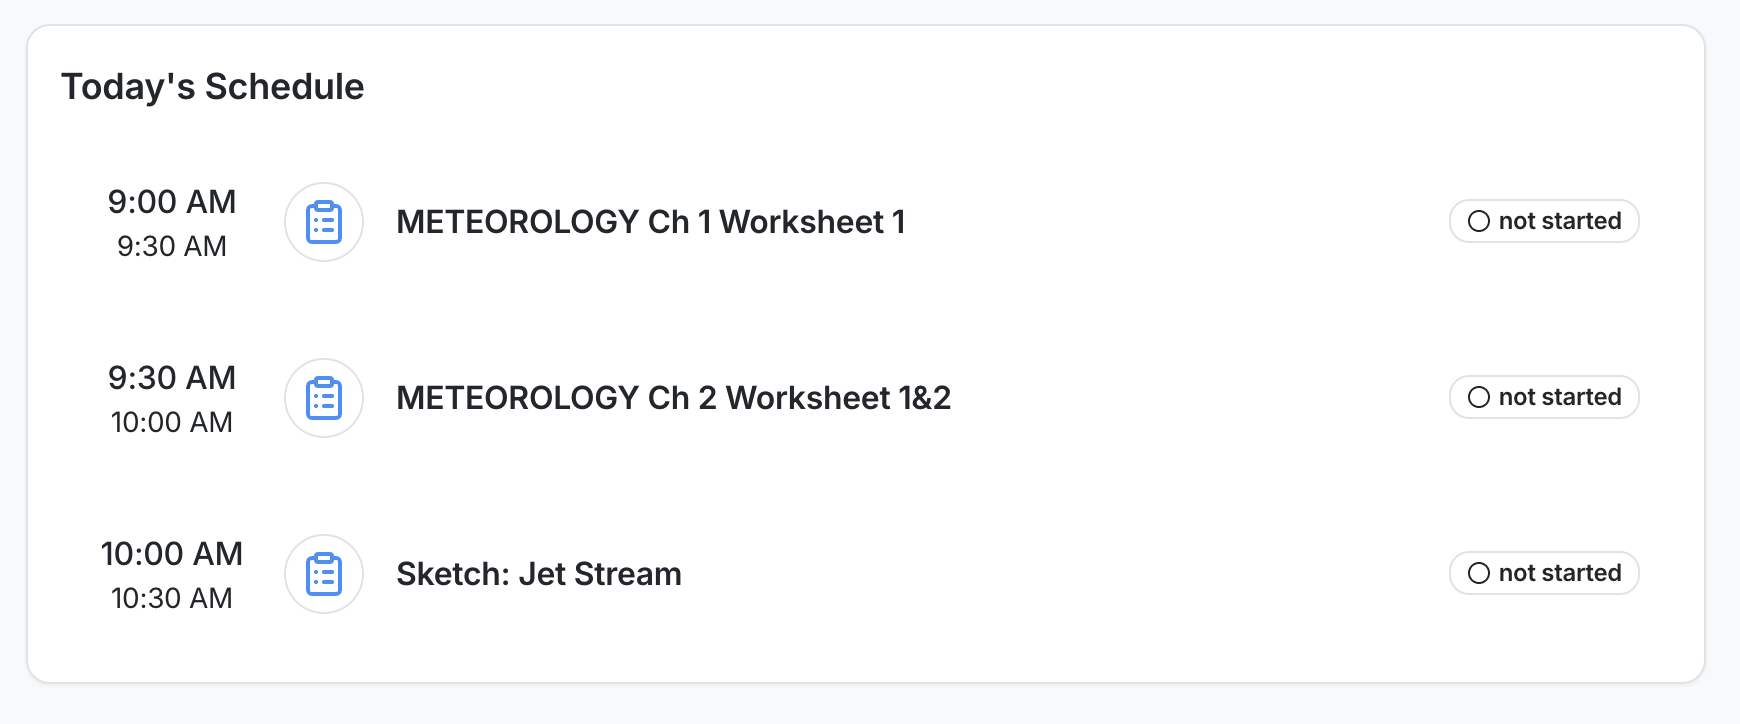 Today's Schedule
9:00 AM
9:30 AM
METEOROLOGY Ch 1 Worksheet 1
not started
9:30 AM
10:00 AM
METEOROLOGY Ch 2 Worksheet 1&2
not started
10:00 AM
10:30 AM
Sketch: Jet Stream
not started